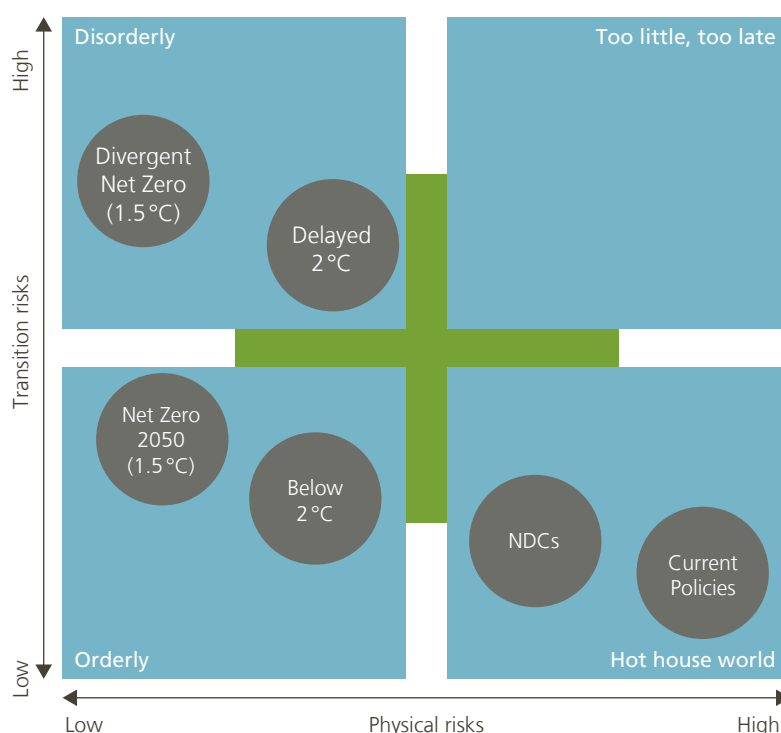 High
Transition risks
Low
Disorderly
Too little, too late
Divergent
Net Zero
(1.5 °C)
Delayed
2 °C
Net Zero
2050
(1.5 °C)
Below
2 °C
NDCs
Current
Policies
Orderly
Hot house world
Low
Physical risks
High